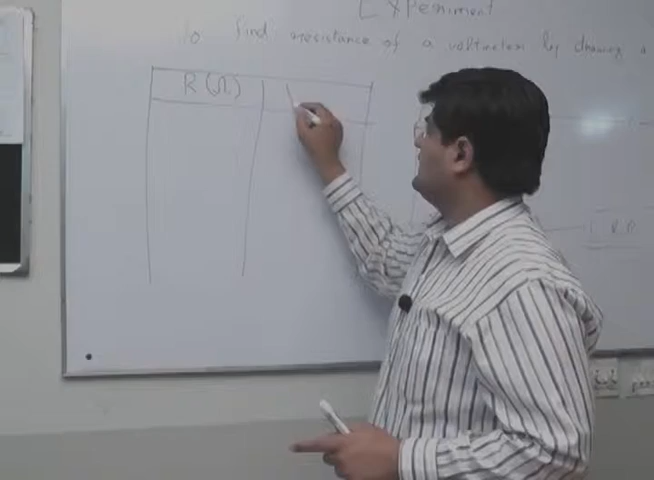 Experiment
To find resistance of a voltmeter by drawing a
R (Ω)